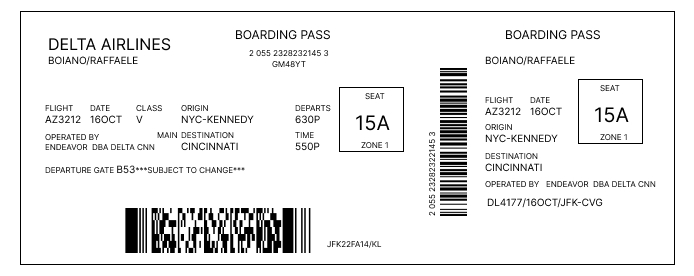 DELTA AIRLINES
BOIANO/RAFFAELE
BOARDING PASS
2 055 2328232145 3
GM48YT
FLIGHT DATE CLASS ORIGIN DEPARTS
AZ3212 16OCT V NYC-KENNEDY 630P
OPERATED BY MAIN DESTINATION TIME
ENDEAVOR DBA DELTA CNN CINCINNATI 550P
SEAT
15A
ZONE 1
DEPARTURE GATE B53***SUBJECT TO CHANGE***
JFK22FA14/KL
2 055 23282322145 3
BOARDING PASS
BOIANO/RAFFAELE
FLIGHT DATE
AZ3212 16OCT
ORIGIN
NYC-KENNEDY
SEAT
15A
ZONE 1
DESTINATION
CINCINNATI
OPERATED BY ENDEAVOR DBA DELTA CNN
DL4177/16OCT/JFK-CVG